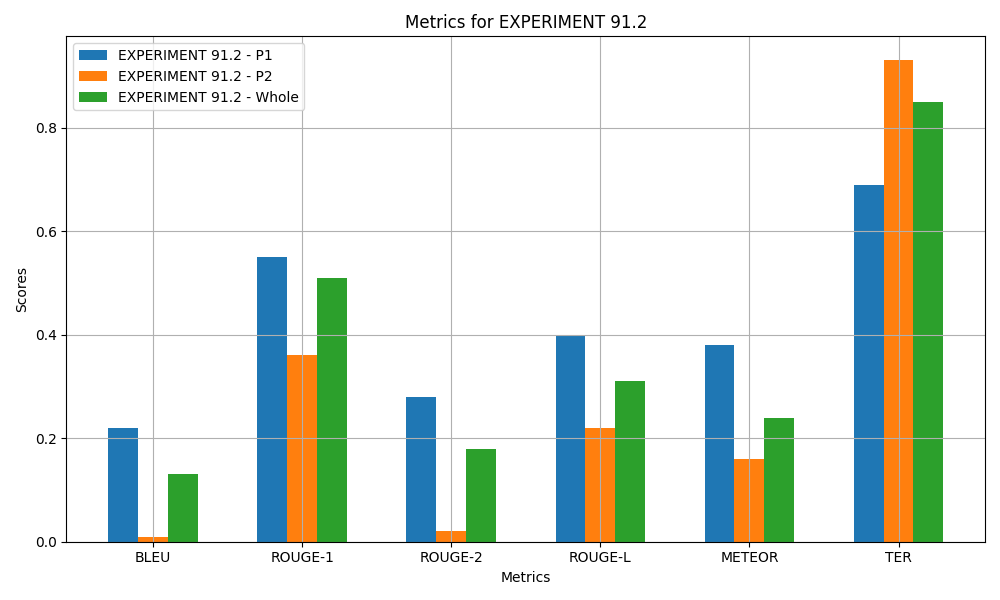 Metrics for EXPERIMENT 91.2
EXPERIMENT 91.2 - P1
EXPERIMENT 91.2 - P2
EXPERIMENT 91.2 - Whole
Scores
0.8
0.6
0.4
0.2
0.0
BLEU ROUGE-1 ROUGE-2 ROUGE-L METEOR TER
Metrics